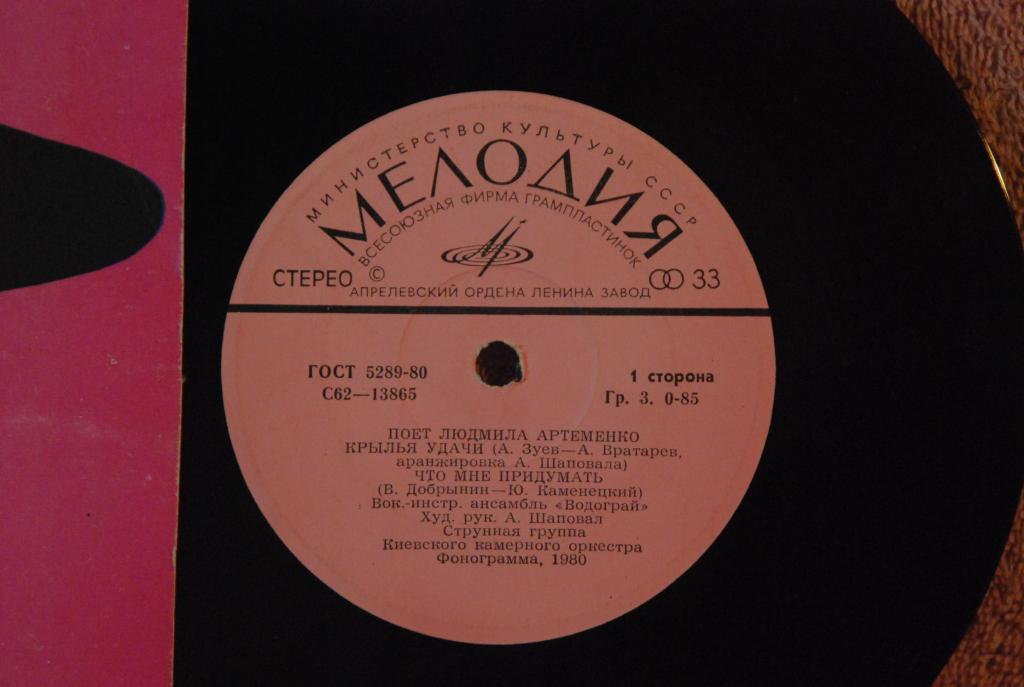 МИНИСТЕРСТВО КУЛЬТУРЫ СССР
МЕЛОДИЯ
ВСЕСОЮЗНАЯ ФИРМА ГРАМПЛАСТИНОК
СТЕРЕО © 33
АПРЕЛЕВСКИЙ ОРДЕНА ЛЕНИНА ЗАВОД
ГОСТ 5289-80 1 сторона
С62—13865 Гр. 3. 0-85
ПОЕТ ЛЮДМИЛА АРТЕМЕНКО
КРЫЛЬЯ УДАЧИ (А. Зуев—А. Вратарев,
аранжировка А. Шаповала)
ЧТО МНЕ ПРИДУМАТЬ
(В. Добрынин—Ю. Каменецкий)
Вок.-инстр. ансамбль «Водограй»
Худ. рук. А. Шаповал
Струнная группа
Киевского камерного оркестра
Фонограмма, 1980